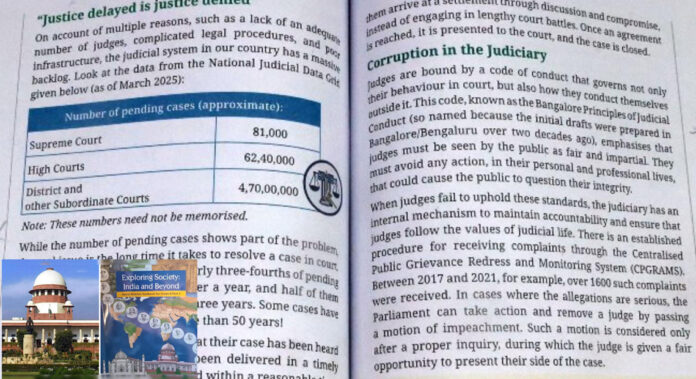 "Justice delayed is justice denied
On account of multiple reasons, such as a lack of an adequate
number of judges, complicated legal procedures, and poor
infrastructure, the judicial system in our country has a massive
backlog. Look at the data from the National Judicial Data Grid
given below (as of March 2025):
Number of pending cases (approximate):
Supreme Court 81,000
High Courts 62,40,000
District and
other Subordinate Courts 4,70,00,000
Note: These numbers need not be memorised.
While the number of pending cases shows part of the problem,
is the long time it takes to resolve a case in court.
rly three-fourths of pending
er a year, and half of them
ree years. Some cases have
than 50 years!
at their case has been heard
been delivered in a timely
d within a reasonable
Exploring Society:
India and Beyond
them arrive at a settlement through discussion and compromise,
instead of engaging in lengthy court battles. Once an agreement
is reached, it is presented to the court, and the case is closed.
Corruption in the Judiciary
Judges are bound by a code of conduct that governs not only
their behaviour in court, but also how they conduct themselves
outside it. This code, known as the Bangalore Principles of Judicial
Conduct (so named because the initial drafts were prepared in
Bangalore/Bengaluru over two decades ago), emphasises that
judges must be seen by the public as fair and impartial. They
must avoid any action, in their personal and professional lives,
that could cause the public to question their integrity.
When judges fail to uphold these standards, the judiciary has an
internal mechanism to maintain accountability and ensure that
judges follow the values of judicial life. There is an established
procedure for receiving complaints through the Centralised
Public Grievance Redress and Monitoring System (CPGRAMS).
Between 2017 and 2021, for example, over 1600 such complaints
were received. In cases where the allegations are serious, the
Parliament can take action and remove a judge by passing
a motion of impeachment. Such a motion is considered only
after a proper inquiry, during which the judge is given a fair
opportunity to present their side of the case.